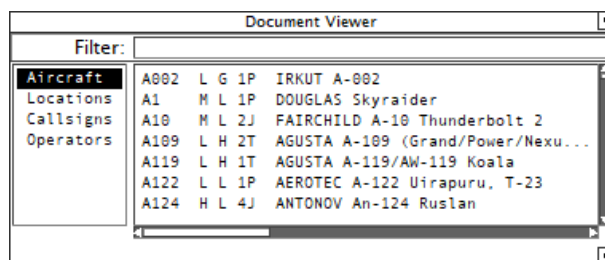 Document Viewer
Filter:
Aircraft
Locations
Callsigns
Operators
A002 L G 1P IRKUT A-002
A1 M L 1P DOUGLAS Skyraider
A10 M L 2J FAIRCHILD A-10 Thunderbolt 2
A109 L H 2T AGUSTA A-109 (Grand/Power/Nexu...
A119 L H 1T AGUSTA A-119/AW-119 Koala
A122 L L 1P AEROTEC A-122 Uirapuru, T-23
A124 H L 4J ANTONOV An-124 Ruslan